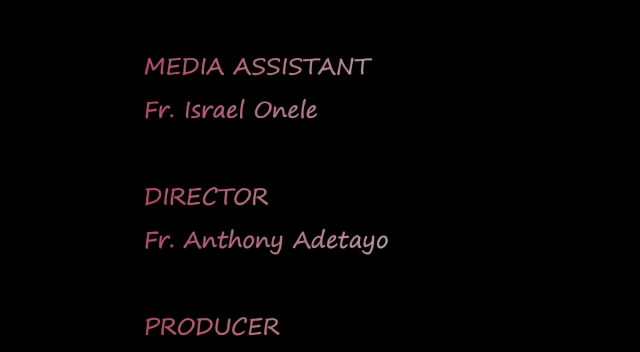 MEDIA ASSISTANT
Fr. Israel Onele
DIRECTOR
Fr. Anthony Adetayo
PRODUCER